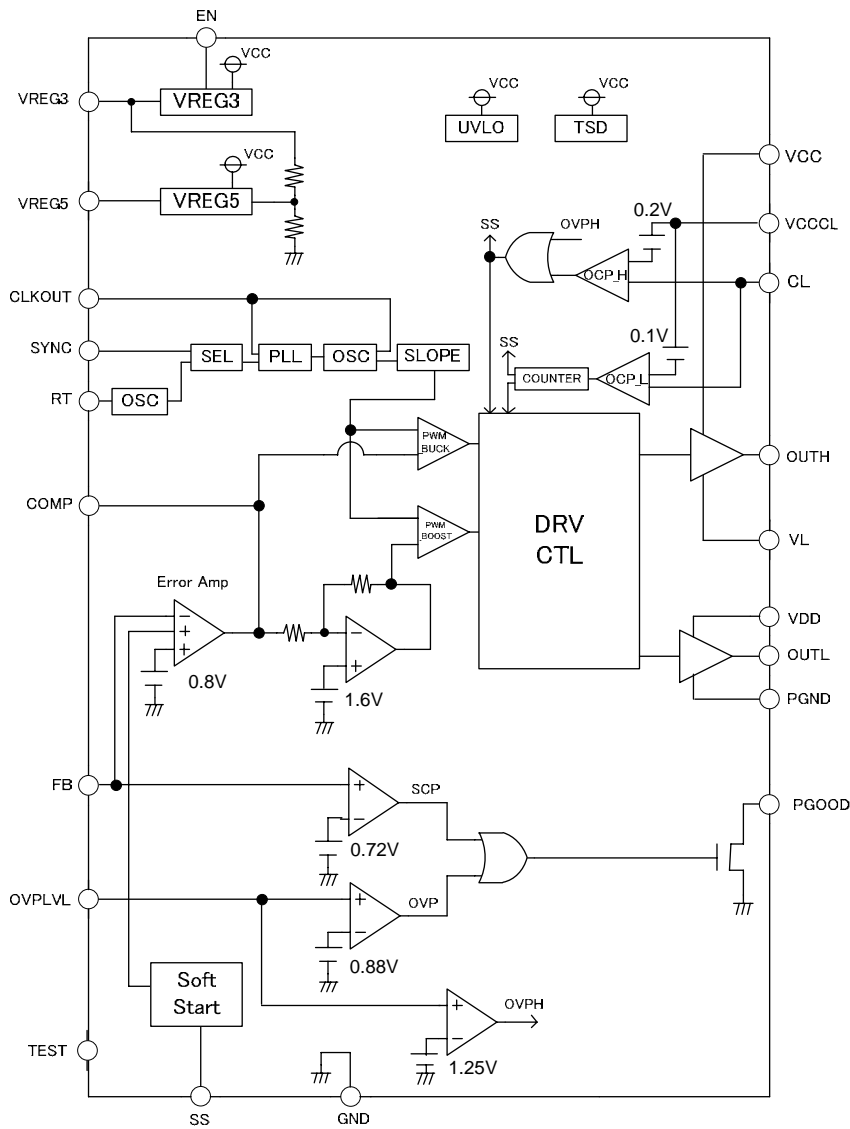 EN
VCC
VREG3
VREG3
VCC
UVLO
VCC
TSD
VCC
VCC
VREG5
VREG5
0.2V
VCCCL
SS
OVPH
OCP_H
CL
CLKOUT
SYNC
SEL
PLL
OSC
SLOPE
0.1V
SS
COUNTER
OCP_L
RT
OSC
PWM
_BUCK
OUTH
COMP
PWM
_BOOST
DRV
CTL
VL
Error Amp
−
+
+
0.8V
−
+
1.6V
VDD
OUTL
PGND
FB
+
−
SCP
0.72V
PGOOD
OVPLVL
+
−
OVP
0.88V
Soft
Start
+
−
OVPH
1.25V
TEST
SS
GND